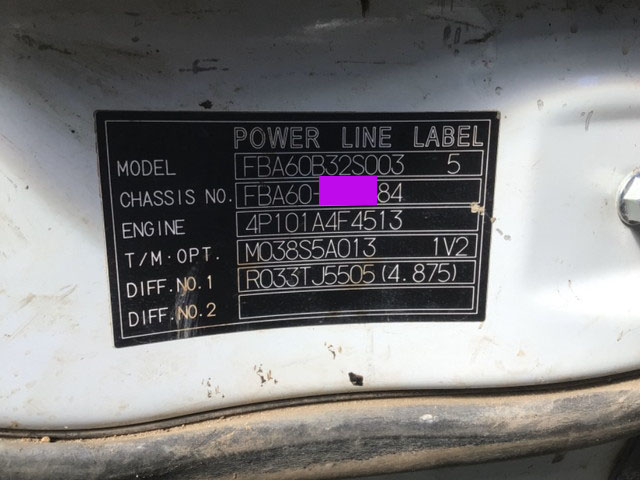 POWER LINE LABEL
MODEL FBA60B32S003 5
CHASSIS NO. FBA60- 84
ENGINE 4P101A4F4513
T/M·OPT. M038S5A013 1V2
DIFF.NO.1 R033TJ5505(4.875)
DIFF.NO.2